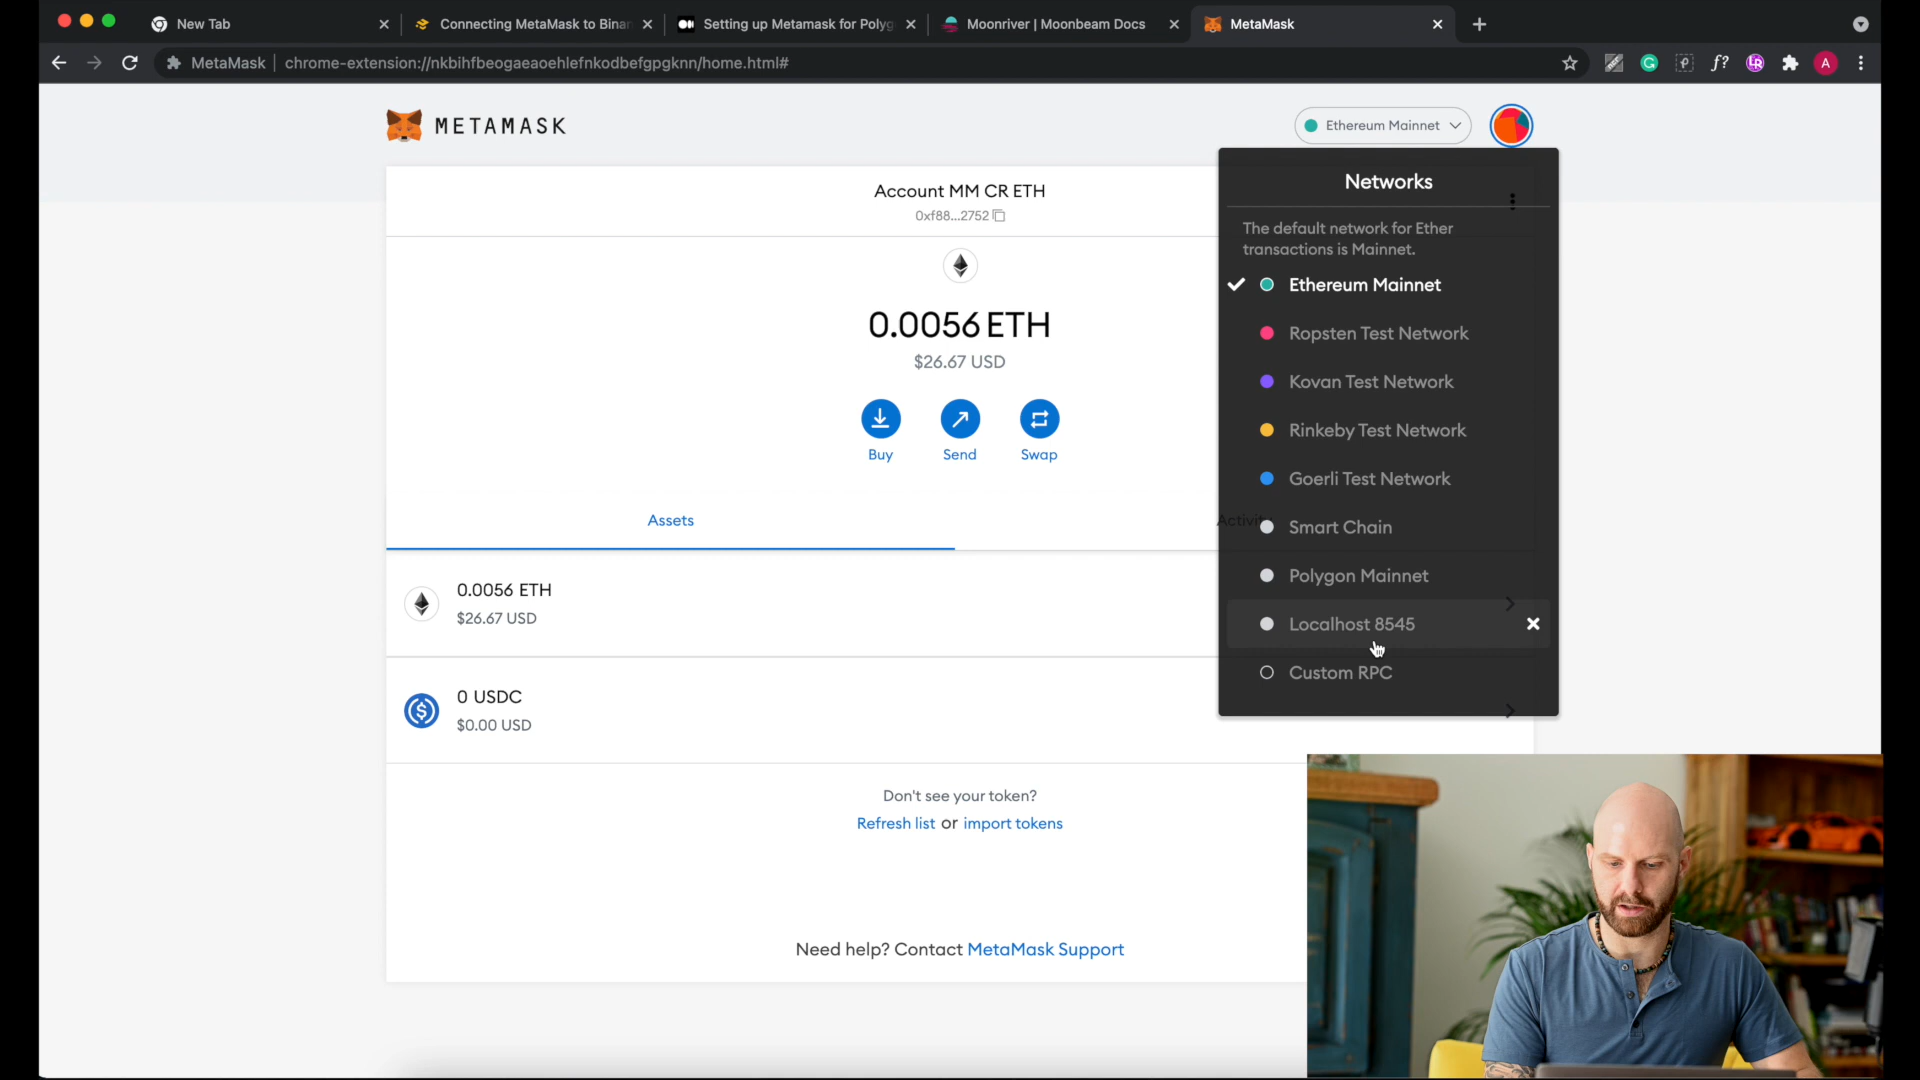 New Tab
Connecting MetaMask to Binan
Setting up Metamask for Polyg
Moonriver | Moonbeam Docs
MetaMask
MetaMask
chrome-extension://nkbihfbeogaeaoehlefnkodbefgpgknn/home.html#
A
METAMASK
Ethereum Mainnet
Account MM CR ETH
0xf88...2752
0.0056 ETH
$26.67 USD
Buy
Send
Swap
Assets
Activity
0.0056 ETH
$26.67 USD
0 USDC
$0.00 USD
Don't see your token?
Refresh list or import tokens
Need help? Contact MetaMask Support
Networks
The default network for Ether
transactions is Mainnet.
Ethereum Mainnet
Ropsten Test Network
Kovan Test Network
Rinkeby Test Network
Goerli Test Network
Smart Chain
Polygon Mainnet
Localhost 8545
Custom RPC